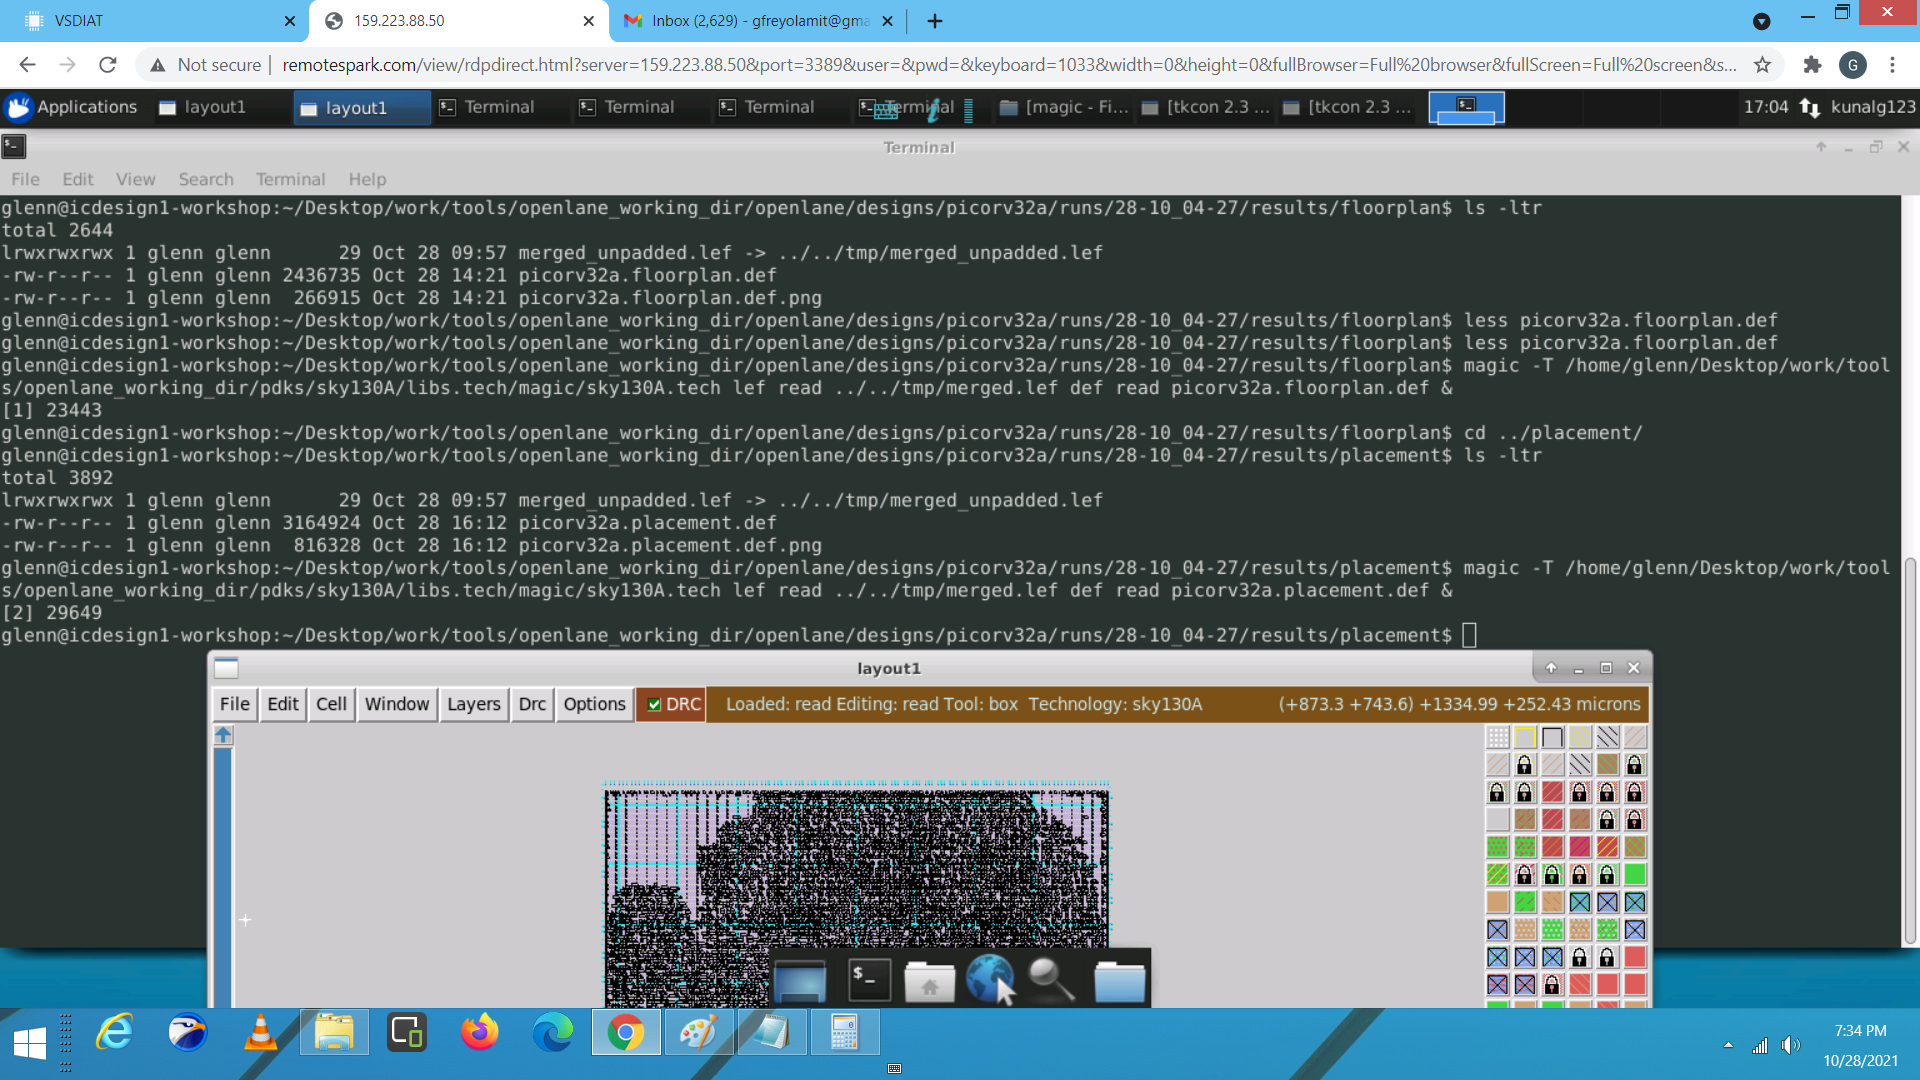 VSDIAT
159.223.88.50
Inbox (2,629) - gfreyolamit@gma
Not secure
remotespark.com/view/rdpdirect.html?server=159.223.88.50&port=3389&user=&pwd=&keyboard=1033&width=0&height=0&fullBrowser=Full%20browser&fullScreen=Full%20screen&s...
G
Applications layout1 layout1 Terminal Terminal Terminal Terminal [magic - Fi... [tkcon 2.3 ... [tkcon 2.3 ... 17:04 kunalg123
Terminal
File Edit View Search Terminal Help
glenn@icdesign1-workshop:~/Desktop/work/tools/openlane_working_dir/openlane/designs/picorv32a/runs/28-10_04-27/results/floorplan$ ls -ltr
total 2644
lrwxrwxrwx 1 glenn glenn 29 Oct 28 09:57 merged_unpadded.lef -> ../../tmp/merged_unpadded.lef
-rw-r--r-- 1 glenn glenn 2436735 Oct 28 14:21 picorv32a.floorplan.def
-rw-r--r-- 1 glenn glenn 266915 Oct 28 14:21 picorv32a.floorplan.def.png
glenn@icdesign1-workshop:~/Desktop/work/tools/openlane_working_dir/openlane/designs/picorv32a/runs/28-10_04-27/results/floorplan$ less picorv32a.floorplan.def
glenn@icdesign1-workshop:~/Desktop/work/tools/openlane_working_dir/openlane/designs/picorv32a/runs/28-10_04-27/results/floorplan$ less picorv32a.floorplan.def
glenn@icdesign1-workshop:~/Desktop/work/tools/openlane_working_dir/openlane/designs/picorv32a/runs/28-10_04-27/results/floorplan$ magic -T /home/glenn/Desktop/work/tool
s/openlane_working_dir/pdks/sky130A/libs.tech/magic/sky130A.tech lef read ../../tmp/merged.lef def read picorv32a.floorplan.def &
[1] 23443
glenn@icdesign1-workshop:~/Desktop/work/tools/openlane_working_dir/openlane/designs/picorv32a/runs/28-10_04-27/results/floorplan$ cd ../placement/
glenn@icdesign1-workshop:~/Desktop/work/tools/openlane_working_dir/openlane/designs/picorv32a/runs/28-10_04-27/results/placement$ ls -ltr
total 3892
lrwxrwxrwx 1 glenn glenn 29 Oct 28 09:57 merged_unpadded.lef -> ../../tmp/merged_unpadded.lef
-rw-r--r-- 1 glenn glenn 3164924 Oct 28 16:12 picorv32a.placement.def
-rw-r--r-- 1 glenn glenn 816328 Oct 28 16:12 picorv32a.placement.def.png
glenn@icdesign1-workshop:~/Desktop/work/tools/openlane_working_dir/openlane/designs/picorv32a/runs/28-10_04-27/results/placement$ magic -T /home/glenn/Desktop/work/tool
s/openlane_working_dir/pdks/sky130A/libs.tech/magic/sky130A.tech lef read ../../tmp/merged.lef def read picorv32a.placement.def &
[2] 29649
glenn@icdesign1-workshop:~/Desktop/work/tools/openlane_working_dir/openlane/designs/picorv32a/runs/28-10_04-27/results/placement$
layout1
File Edit Cell Window Layers Drc Options DRC Loaded: read Editing: read Tool: box Technology: sky130A (+873.3 +743.6) +1334.99 +252.43 microns
7:34 PM
10/28/2021